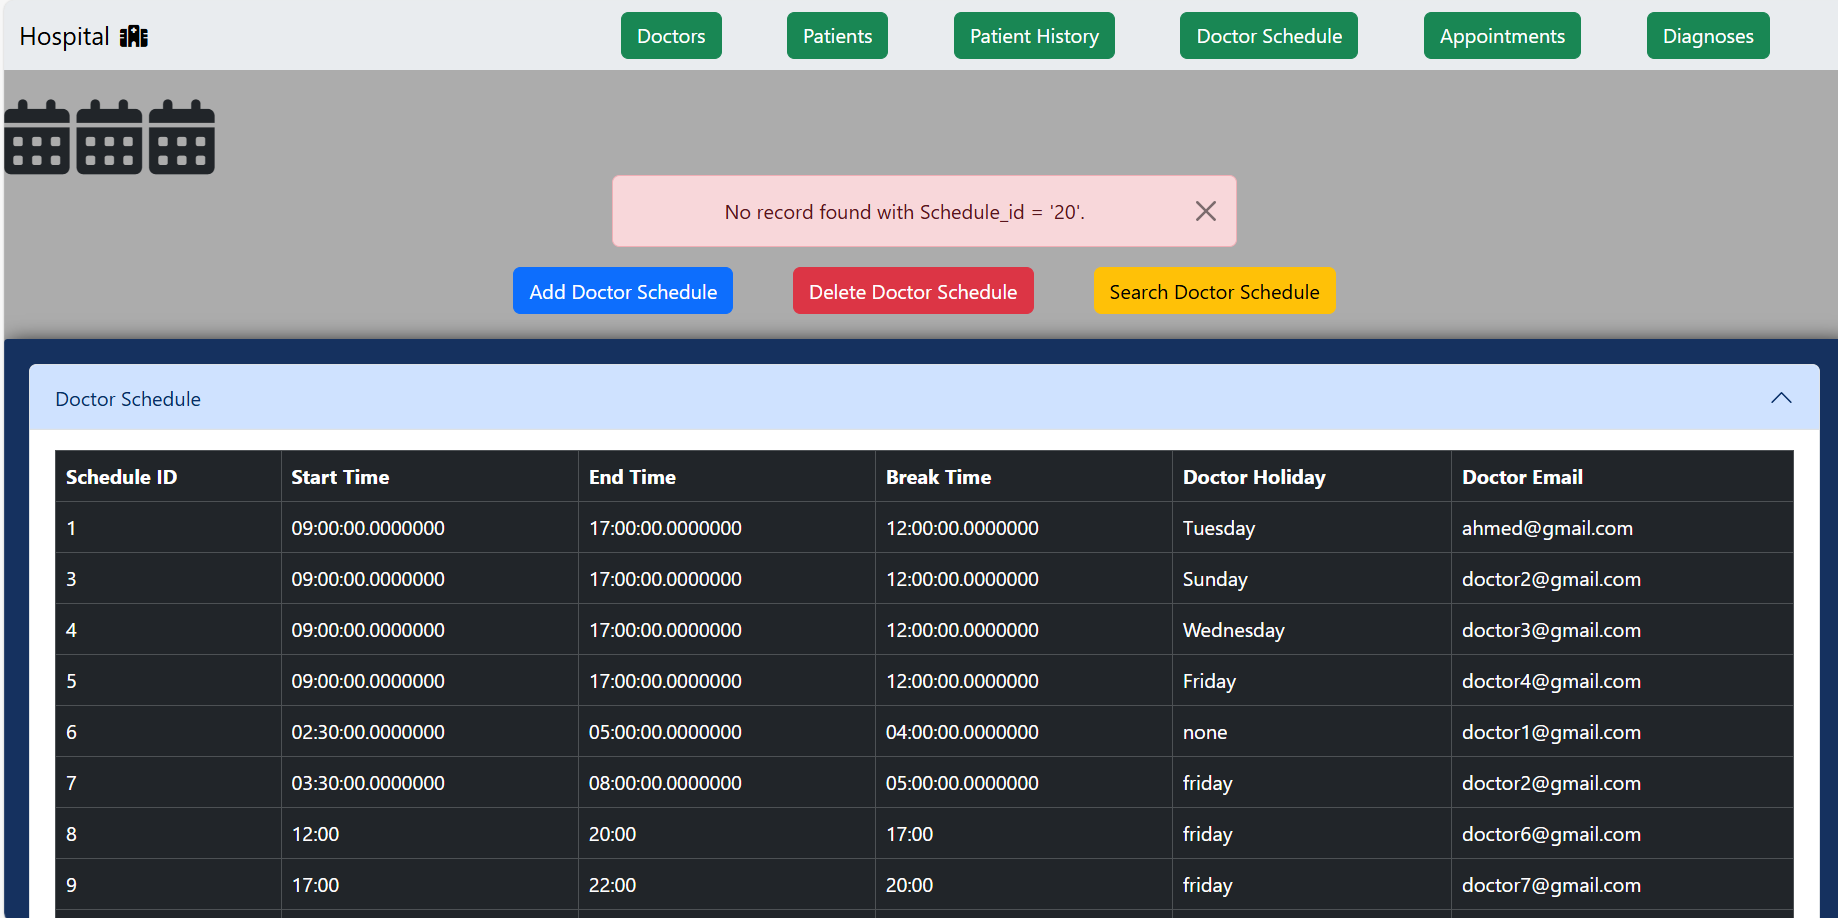 Hospital Doctors Patients Patient History Doctor Schedule Appointments Diagnoses
No record found with Schedule_id = '20'.
Add Doctor Schedule Delete Doctor Schedule Search Doctor Schedule
Doctor Schedule
Schedule ID Start Time End Time Break Time Doctor Holiday Doctor Email
1 09:00:00.0000000 17:00:00.0000000 12:00:00.0000000 Tuesday ahmed@gmail.com
3 09:00:00.0000000 17:00:00.0000000 12:00:00.0000000 Sunday doctor2@gmail.com
4 09:00:00.0000000 17:00:00.0000000 12:00:00.0000000 Wednesday doctor3@gmail.com
5 09:00:00.0000000 17:00:00.0000000 12:00:00.0000000 Friday doctor4@gmail.com
6 02:30:00.0000000 05:00:00.0000000 04:00:00.0000000 none doctor1@gmail.com
7 03:30:00.0000000 08:00:00.0000000 05:00:00.0000000 friday doctor2@gmail.com
8 12:00 20:00 17:00 friday doctor6@gmail.com
9 17:00 22:00 20:00 friday doctor7@gmail.com